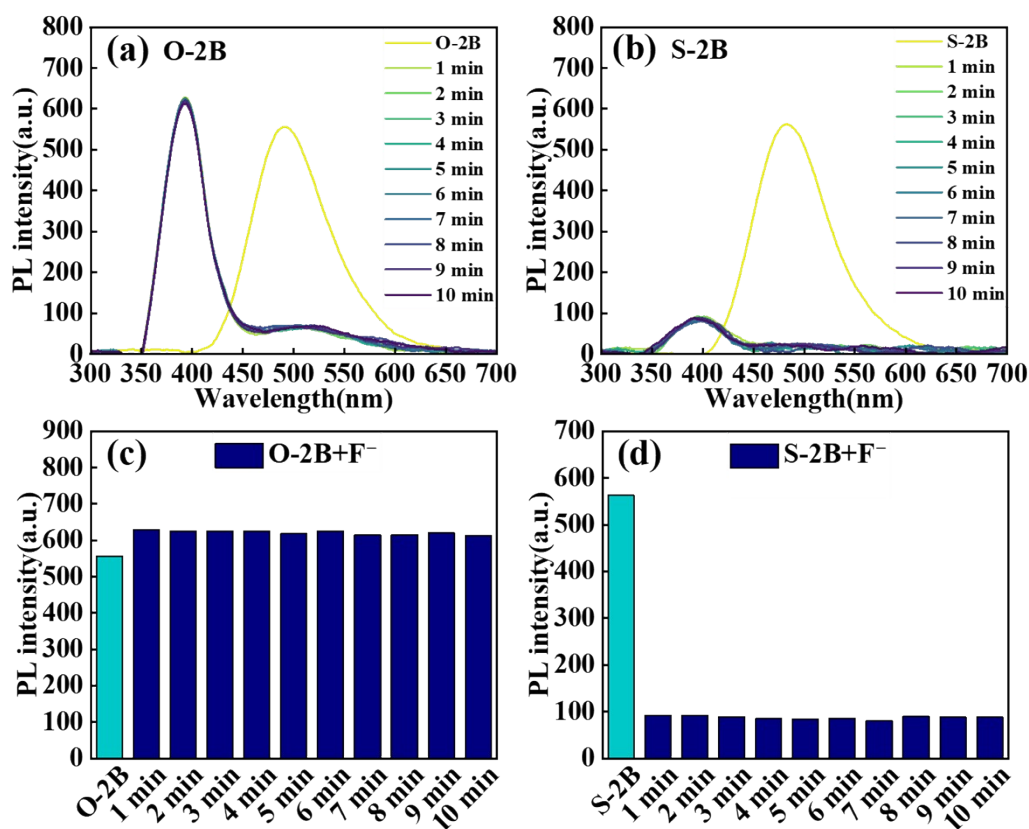 (a) O-2B
PL intensity(a.u.)
800
700
600
500
400
300
200
100
0
300 350 400 450 500 550 600 650 700
Wavelength(nm)
O-2B
1 min
2 min
3 min
4 min
5 min
6 min
7 min
8 min
9 min
10 min
(b) S-2B
PL intensity(a.u.)
800
700
600
500
400
300
200
100
0
300 350 400 450 500 550 600 650 700
Wavelength(nm)
S-2B
1 min
2 min
3 min
4 min
5 min
6 min
7 min
8 min
9 min
10 min
(c) O-2B+F⁻
PL intensity(a.u.)
900
800
700
600
500
400
300
200
100
0
O-2B 1 min 2 min 3 min 4 min 5 min 6 min 7 min 8 min 9 min 10 min
S-2B+F⁻ (d)
PL intensity(a.u.)
700
600
500
400
300
200
100
0
S-2B 1 min 2 min 3 min 4 min 5 min 6 min 7 min 8 min 9 min 10 min